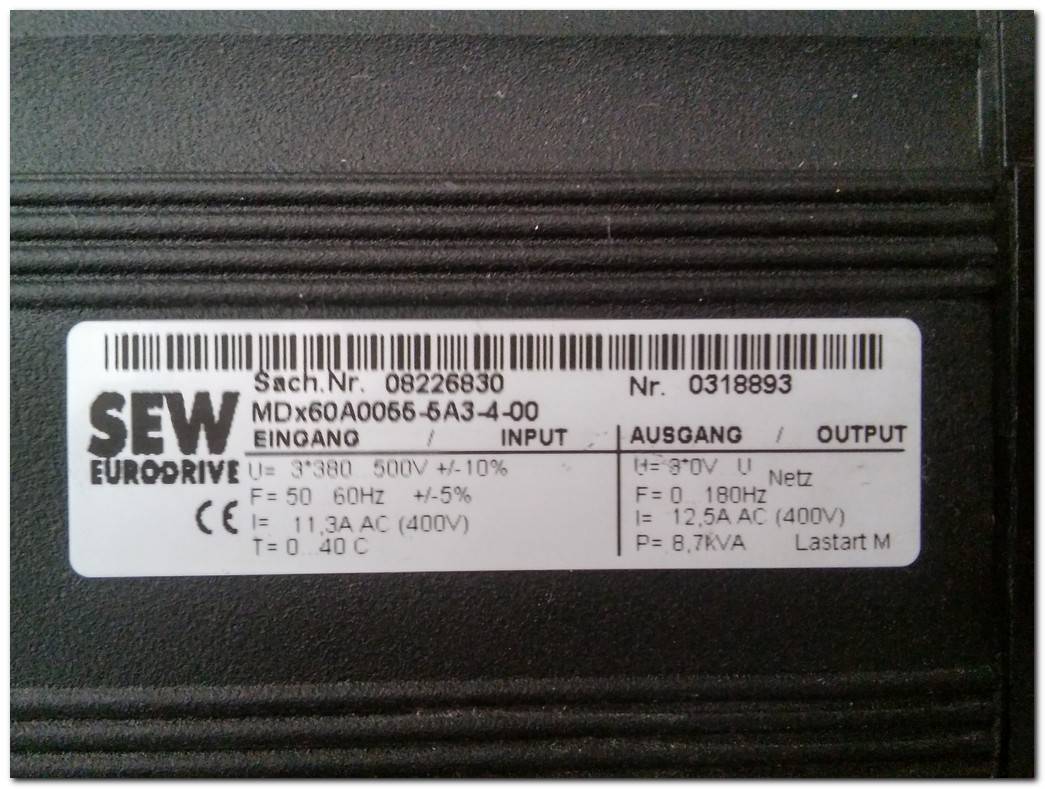 Sach.Nr. 08226830 Nr. 0318893
SEW
EURODRIVE
MDx60A0055-5A3-4-00
EINGANG / INPUT
U= 3*380 500V +/-10%
F= 50 60Hz +/-5%
I= 11,3A AC (400V)
T= 0 40 C
CE
AUSGANG / OUTPUT
U= 3*0V U Netz
F= 0 180Hz
I= 12,5A AC (400V)
P= 8,7kVA Lastart M